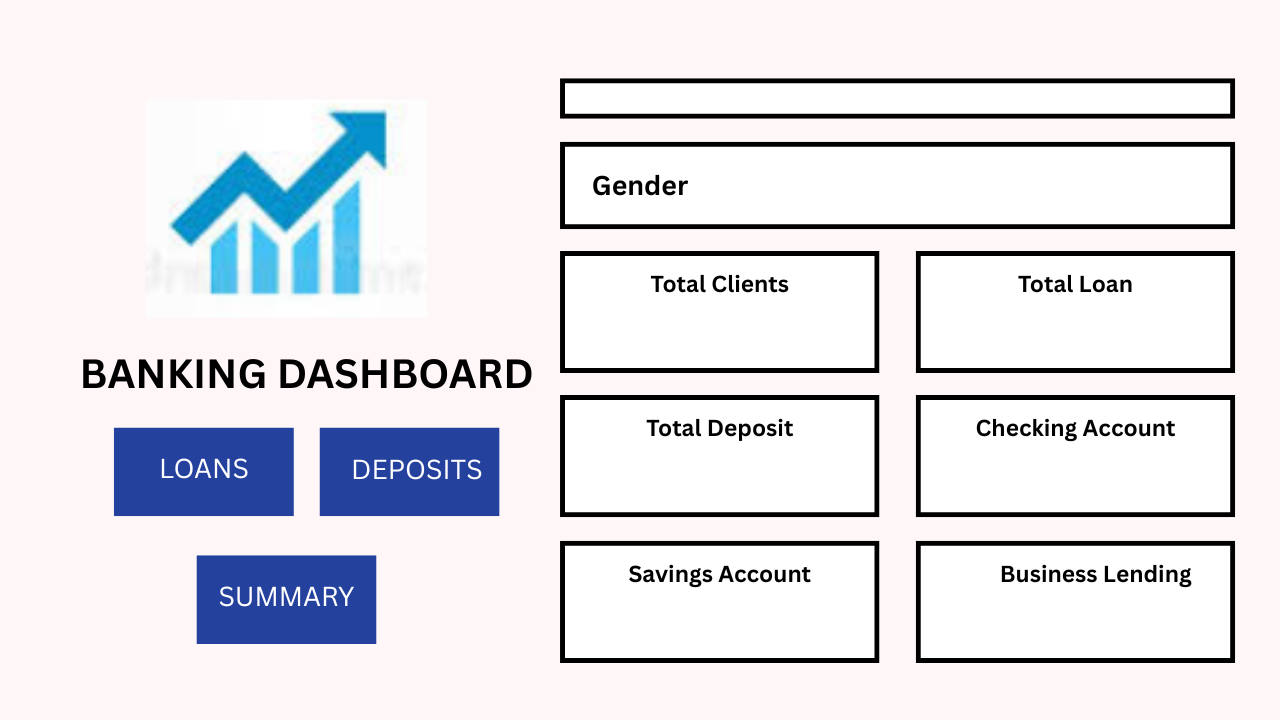 BANKING DASHBOARD
LOANS
DEPOSITS
SUMMARY
Gender
Total Clients
Total Loan
Total Deposit
Checking Account
Savings Account
Business Lending